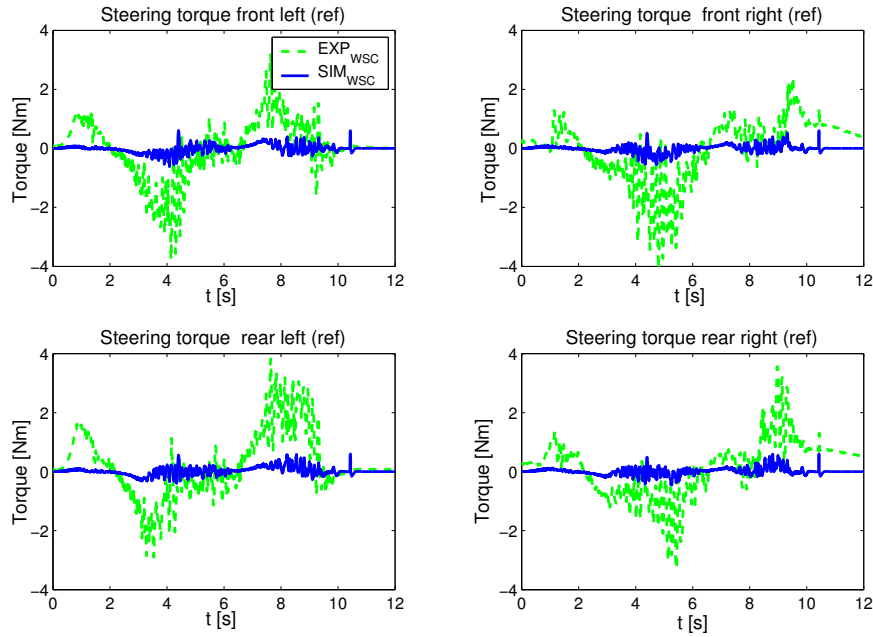 Steering torque front left (ref)
4
2
0
−2
−4
Torque [Nm]
EXP_WSC
SIM_WSC
0 2 4 6 8 10 12
t [s]
Steering torque front right (ref)
4
2
0
−2
−4
Torque [Nm]
0 2 4 6 8 10 12
t [s]
Steering torque rear left (ref)
4
2
0
−2
−4
Torque [Nm]
0 2 4 6 8 10 12
t [s]
Steering torque rear right (ref)
4
2
0
−2
−4
Torque [Nm]
0 2 4 6 8 10 12
t [s]